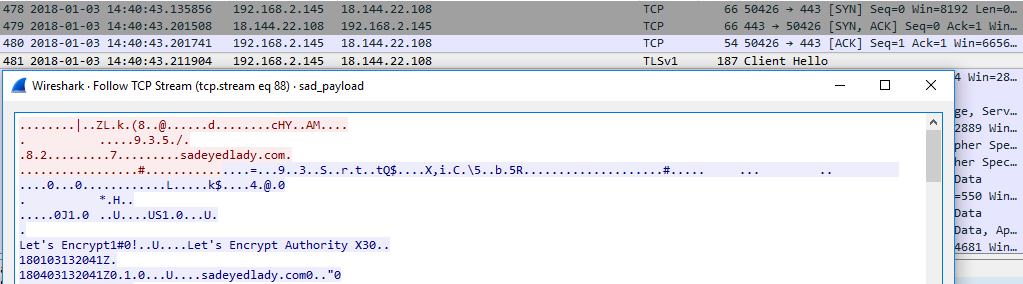 478 2018-01-03 14:40:43.135856 192.168.2.145 18.144.22.108 TCP 66 50426 → 443 [SYN] Seq=0 Win=8192 Len=0…
479 2018-01-03 14:40:43.201508 18.144.22.108 192.168.2.145 TCP 66 443 → 50426 [SYN, ACK] Seq=0 Ack=1 Win…
480 2018-01-03 14:40:43.201741 192.168.2.145 18.144.22.108 TCP 54 50426 → 443 [ACK] Seq=1 Ack=1 Win=6656…
481 2018-01-03 14:40:43.211904 192.168.2.145 18.144.22.108 TLSv1 187 Client Hello
Wireshark · Follow TCP Stream (tcp.stream eq 88) · sad_payload
4 Win=28…
ge, Serv…
2889 Win…
pher Spec…
her Spec…
Data
=550 Win…
Data
Data, Ap…
4681 Win…
........|..ZL.k.(8..@......d........cHY..AM....
. .....9.3.5./.
.8.2.........7.........sadeyedlady.com.
.................#..............=...9..3..S..r.t..tQ$....X,i.C.\5..b.5R....................#..... ... ..
....0...0............L.....k$....4.@.0
. *.H..
.....0J1.0 ..U....US1.0...U.
.
Let's Encrypt1#0!..U....Let's Encrypt Authority X30..
180103132041Z.
180403132041Z0.1.0...U....sadeyedlady.com0.."0